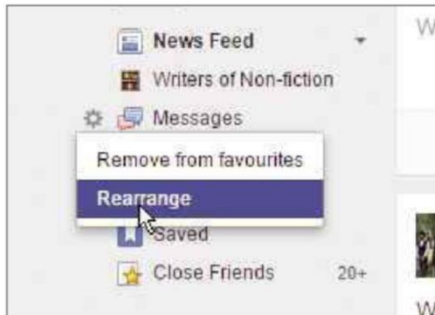 News Feed
Writers of Non-fiction
Messages
Remove from favourites
Rearrange
Saved
Close Friends 20+